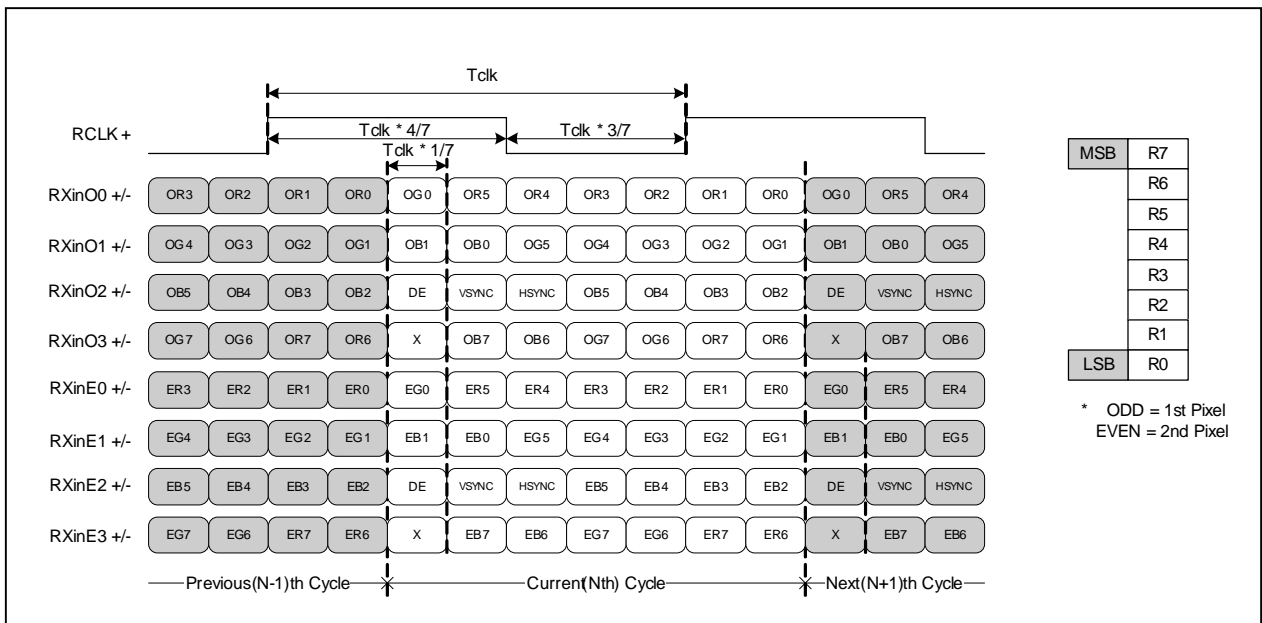 Tclk
RCLK +
Tclk * 4/7
Tclk * 3/7
Tclk * 1/7
RXinO0 +/- OR3 OR2 OR1 OR0 OG0 OR5 OR4 OR3 OR2 OR1 OR0 OG0 OR5 OR4
RXinO1 +/- OG4 OG3 OG2 OG1 OB1 OB0 OG5 OG4 OG3 OG2 OG1 OB1 OB0 OG5
RXinO2 +/- OB5 OB4 OB3 OB2 DE VSYNC HSYNC OB5 OB4 OB3 OB2 DE VSYNC HSYNC
RXinO3 +/- OG7 OG6 OR7 OR6 X OB7 OB6 OG7 OG6 OR7 OR6 X OB7 OB6
RXinE0 +/- ER3 ER2 ER1 ER0 EG0 ER5 ER4 ER3 ER2 ER1 ER0 EG0 ER5 ER4
RXinE1 +/- EG4 EG3 EG2 EG1 EB1 EB0 EG5 EG4 EG3 EG2 EG1 EB1 EB0 EG5
RXinE2 +/- EB5 EB4 EB3 EB2 DE VSYNC HSYNC EB5 EB4 EB3 EB2 DE VSYNC HSYNC
RXinE3 +/- EG7 EG6 ER7 ER6 X EB7 EB6 EG7 EG6 ER7 ER6 X EB7 EB6
Previous(N-1)th Cycle Current(Nth) Cycle Next(N+1)th Cycle
MSB R7
R6
R5
R4
R3
R2
R1
LSB R0
* ODD = 1st Pixel
EVEN = 2nd Pixel